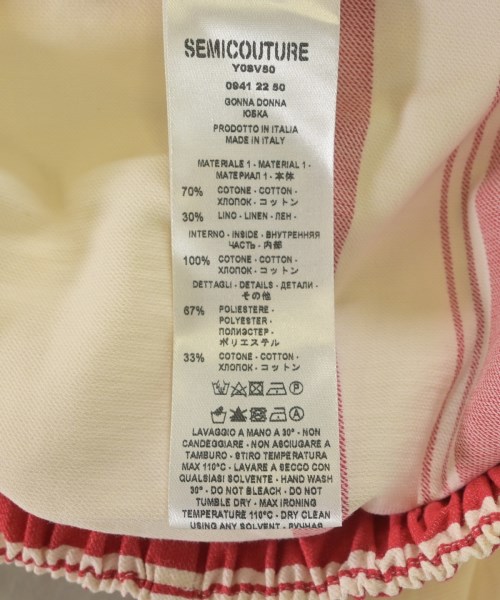 SEMICOUTURE
Y0SV50
0941 22 50
GONNA DONNA
ЮБКА
PRODOTTO IN ITALIA
MADE IN ITALY
MATERIALE 1 - MATERIAL 1 -
МАТЕРИАЛ 1 - 本体
70% COTONE - COTTON -
ХЛОПОК - コットン
30% LINO - LINEN - ЛЕН -
INTERNO - INSIDE - ВНУТРЕННЯЯ
ЧАСТЬ - 内部
100% COTONE - COTTON -
ХЛОПОК - コットン
DETTAGLI - DETAILS - ДЕТАЛИ -
その他
67% POLIESTERE -
POLYESTER -
ПОЛИЭСТЕР -
ポリエステル
33% COTONE - COTTON -
ХЛОПОК - コットン
P
A
LAVAGGIO A MANO A 30° - NON
CANDEGGIARE - NON ASCIUGARE A
TAMBURO - STIRO TEMPERATURA
MAX 110°C - LAVARE A SECCO CON
QUALSIASI SOLVENTE - HAND WASH
30° - DO NOT BLEACH - DO NOT
TUMBLE DRY - MAX IRONING
TEMPERATURE 110°C - DRY CLEAN
USING ANY SOLVENT - РУЧНАЯ